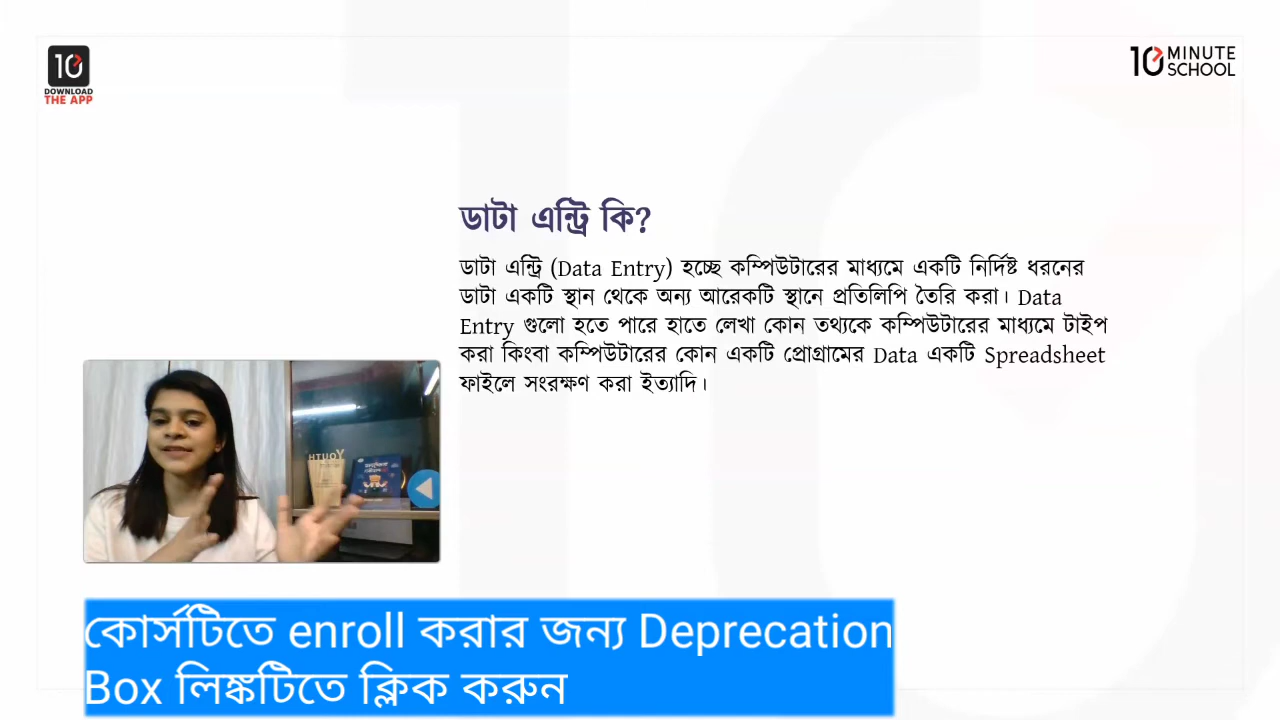 10
DOWNLOAD
THE APP
10 MINUTE
SCHOOL
ডাটা এন্ট্রি কি?
ডাটা এন্ট্রি (Data Entry) হচ্ছে কম্পিউটারের মাধ্যমে একটি নির্দিষ্ট ধরনের
ডাটা একটি স্থান থেকে অন্য আরেকটি স্থানে প্রতিলিপি তৈরি করা। Data
Entry গুলো হতে পারে হাতে লেখা কোন তথ্যকে কম্পিউটারের মাধ্যমে টাইপ
করা কিংবা কম্পিউটারের কোন একটি প্রোগ্রামের Data একটি Spreadsheet
ফাইলে সংরক্ষণ করা ইত্যাদি।
YOUTH
কোর্সটিতে enroll করার জন্য Deprecation
Box লিঙ্কটিতে ক্লিক করুন